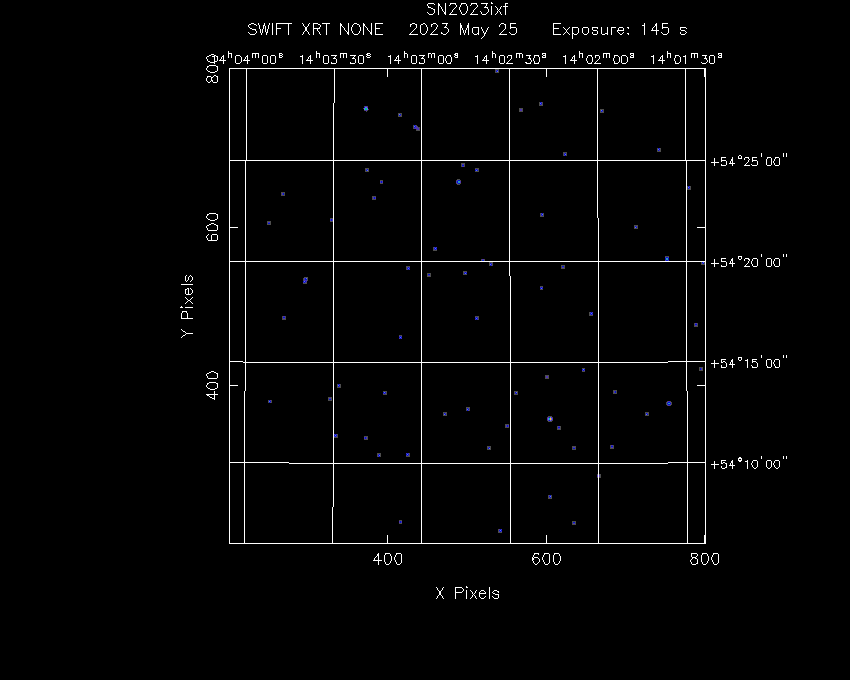 SN2023ixf
SWIFT XRT NONE 2023 May 25 Exposure: 145 s
14ʰ04ᵐ00ˢ 14ʰ03ᵐ30ˢ 14ʰ03ᵐ00ˢ 14ʰ02ᵐ30ˢ 14ʰ02ᵐ00ˢ 14ʰ01ᵐ30ˢ
800
+54°25'00"
600
+54°20'00"
Y Pixels
+54°15'00"
400
+54°10'00"
400 600 800
X Pixels